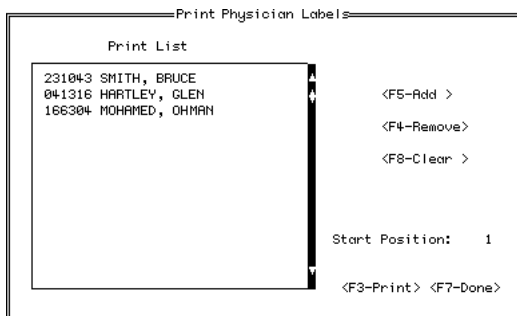 Print Physician Labels
Print List
231043 SMITH, BRUCE
041316 HARTLEY, GLEN
166304 MOHAMED, OHMAN
<F5-Add >
<F4-Remove>
<F8-Clear >
Start Position: 1
<F3-Print> <F7-Done>